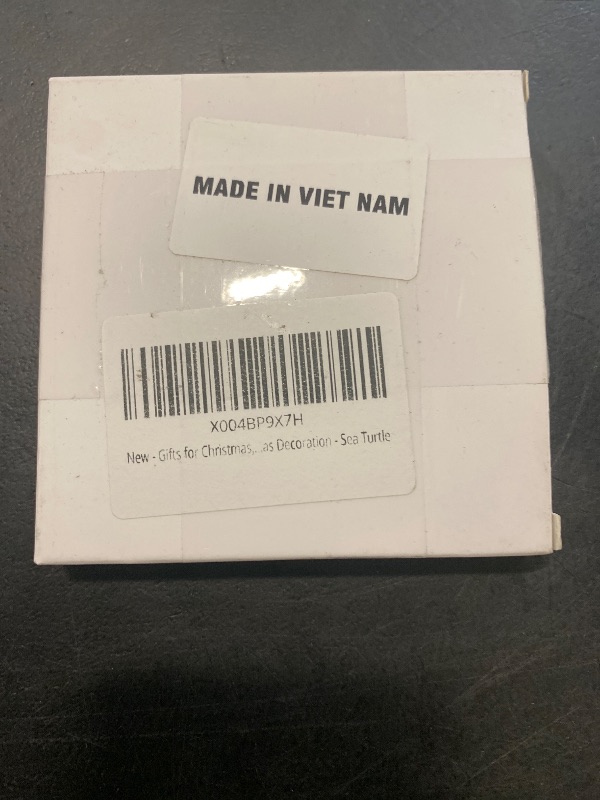 MADE IN VIET NAM
X004BP9X7H
New - Gifts for Christmas,...as Decoration - Sea Turtle